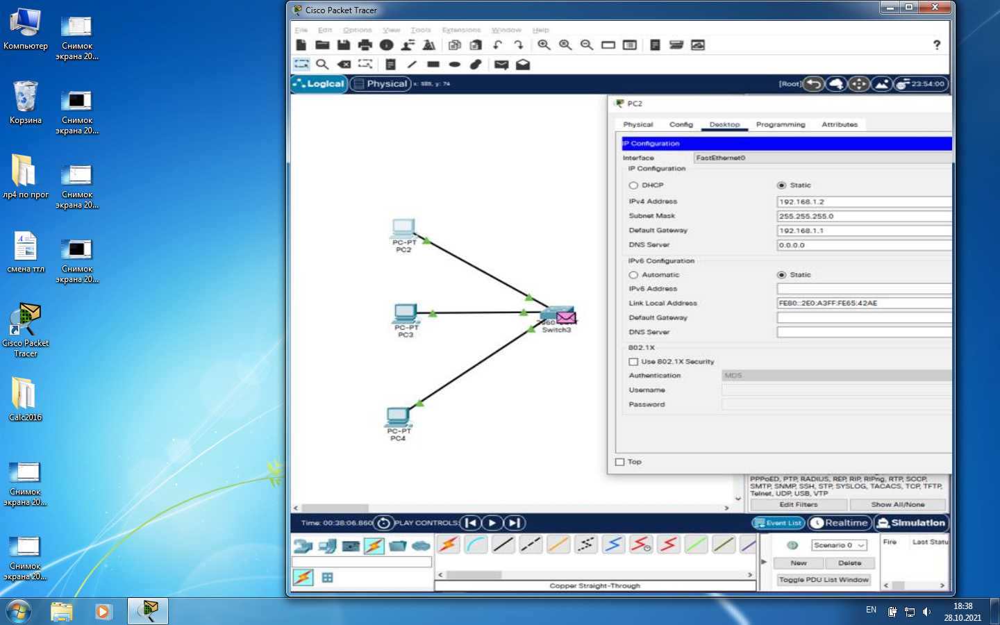 Компьютер
Снимок
экрана 20...
Корзина
Снимок
экрана 20...
лр4 по прог
Снимок
экрана 20...
смена ттл
Снимок
экрана 20...
Cisco Packet
Tracer
Calc2016
Снимок
экрана 20...
Снимок
экрана 20...
Cisco Packet Tracer
File Edit Options View Tools Extensions Window Help
Logical
Physical
x: 585, y: 74
[Root]
23:54:00
PC-PT
PC2
PC-PT
PC3
PC-PT
PC4
Switch3
PC2
Physical Config Desktop Programming Attributes
IP Configuration
Interface FastEthernet0
IP Configuration
DHCP Static
IPv4 Address 192.168.1.2
Subnet Mask 255.255.255.0
Default Gateway 192.168.1.1
DNS Server 0.0.0.0
IPv6 Configuration
Automatic Static
IPv6 Address
Link Local Address FE80::2E0:A3FF:FE65:42AE
Default Gateway
DNS Server
802.1X
Use 802.1X Security
Authentication MD5
Username
Password
Top
PPPoED, PTP, RADIUS, REP, RIP, RIPng, RTP, SCCP,
SMTP, SNMP, SSH, STP, SYSLOG, TACACS, TCP, TFTP,
Telnet, UDP, USB, VTP
Edit Filters Show All/None
Time: 00:38:06.860 PLAY CONTROLS:
Event List Realtime Simulation
Scenario 0
New Delete
Toggle PDU List Window
Fire Last Statu
Copper Straight-Through
EN
18:38
28.10.2021